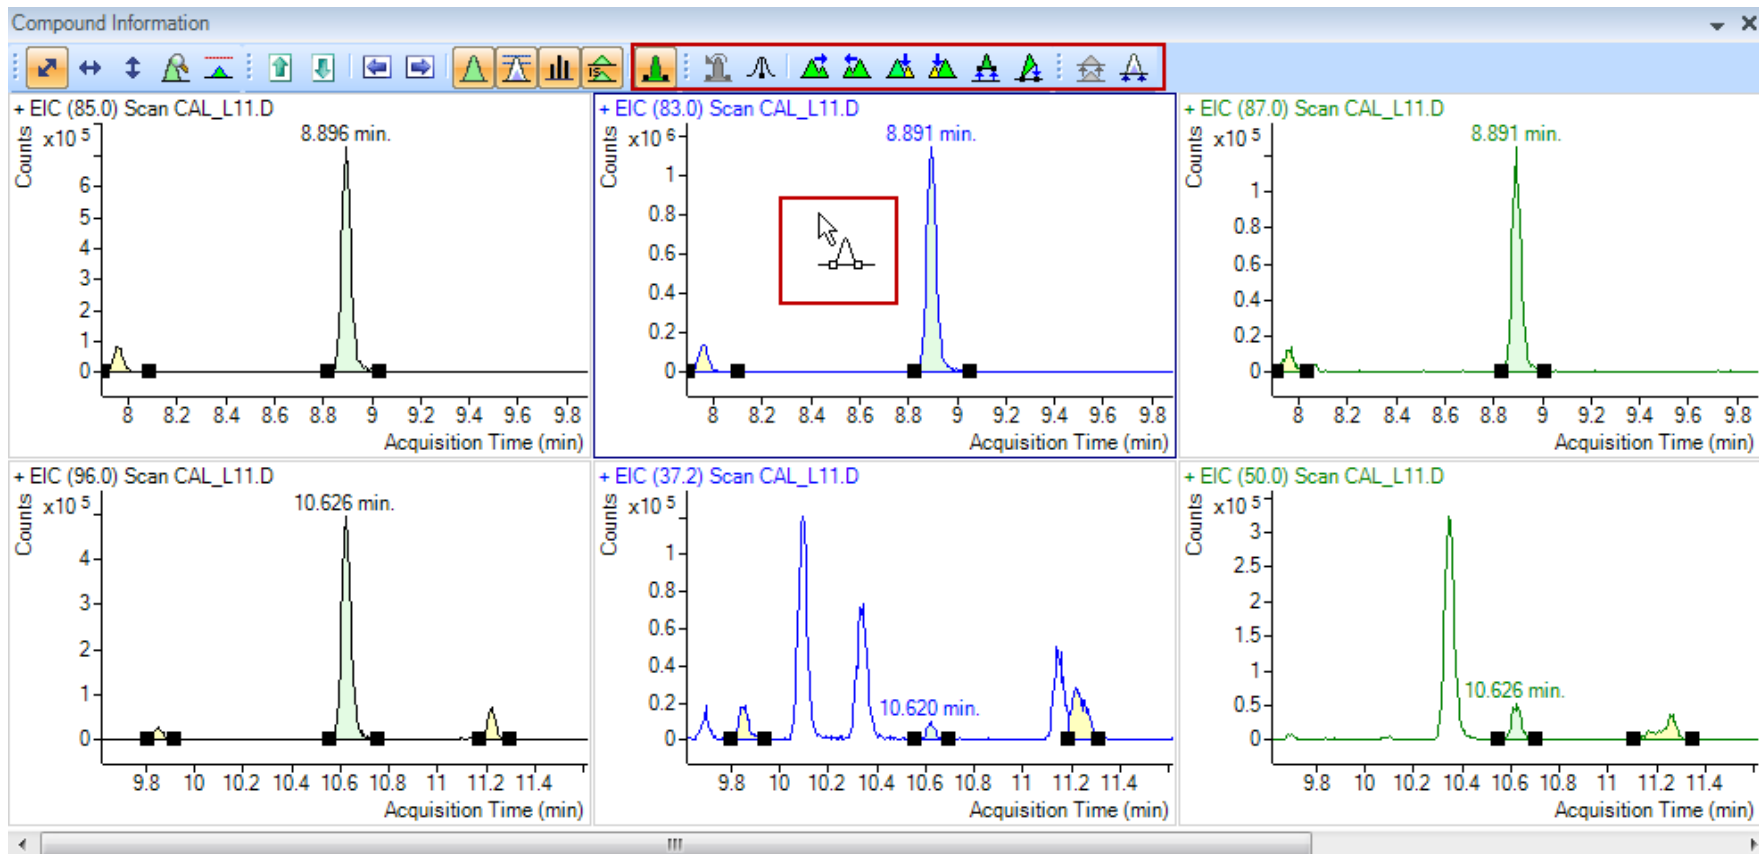 Compound Information
IS
+ EIC (85.0) Scan CAL_L11.D
Counts
x10 5
8.896 min.
6
5
4
3
2
1
0
8 8.2 8.4 8.6 8.8 9 9.2 9.4 9.6 9.8
Acquisition Time (min)
+ EIC (83.0) Scan CAL_L11.D
Counts
x10 6
8.891 min.
1
0.8
0.6
0.4
0.2
0
8 8.2 8.4 8.6 8.8 9 9.2 9.4 9.6 9.8
Acquisition Time (min)
+ EIC (87.0) Scan CAL_L11.D
Counts
x10 5
8.891 min.
1
0.8
0.6
0.4
0.2
0
8 8.2 8.4 8.6 8.8 9 9.2 9.4 9.6 9.8
Acquisition Time (min)
+ EIC (96.0) Scan CAL_L11.D
Counts
x10 5
10.626 min.
4
3
2
1
0
9.8 10 10.2 10.4 10.6 10.8 11 11.2 11.4
Acquisition Time (min)
+ EIC (37.2) Scan CAL_L11.D
Counts
x10 5
1
0.8
0.6
0.4
0.2
0
10.620 min.
9.8 10 10.2 10.4 10.6 10.8 11 11.2 11.4
Acquisition Time (min)
+ EIC (50.0) Scan CAL_L11.D
Counts
x10 5
3
2.5
2
1.5
1
0.5
0
10.626 min.
9.8 10 10.2 10.4 10.6 10.8 11 11.2 11.4
Acquisition Time (min)